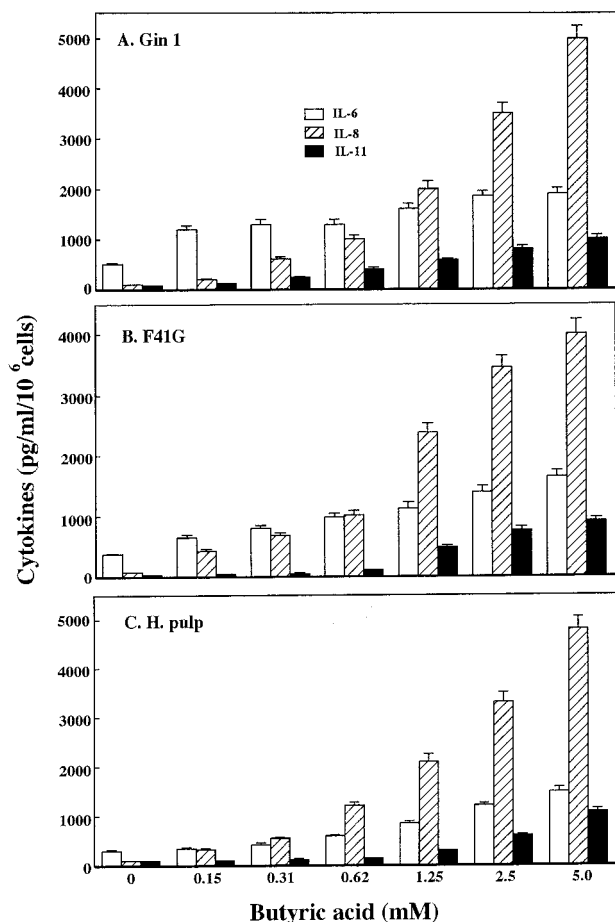 A. Gin 1
IL-6
IL-8
IL-11
5000
4000
3000
2000
1000
0
B. F41G
4000
3000
2000
1000
0
C. H. pulp
5000
4000
3000
2000
1000
0
0 0.15 0.31 0.62 1.25 2.5 5.0
Butyric acid (mM)
Cytokines (pg/ml/10⁶cells)